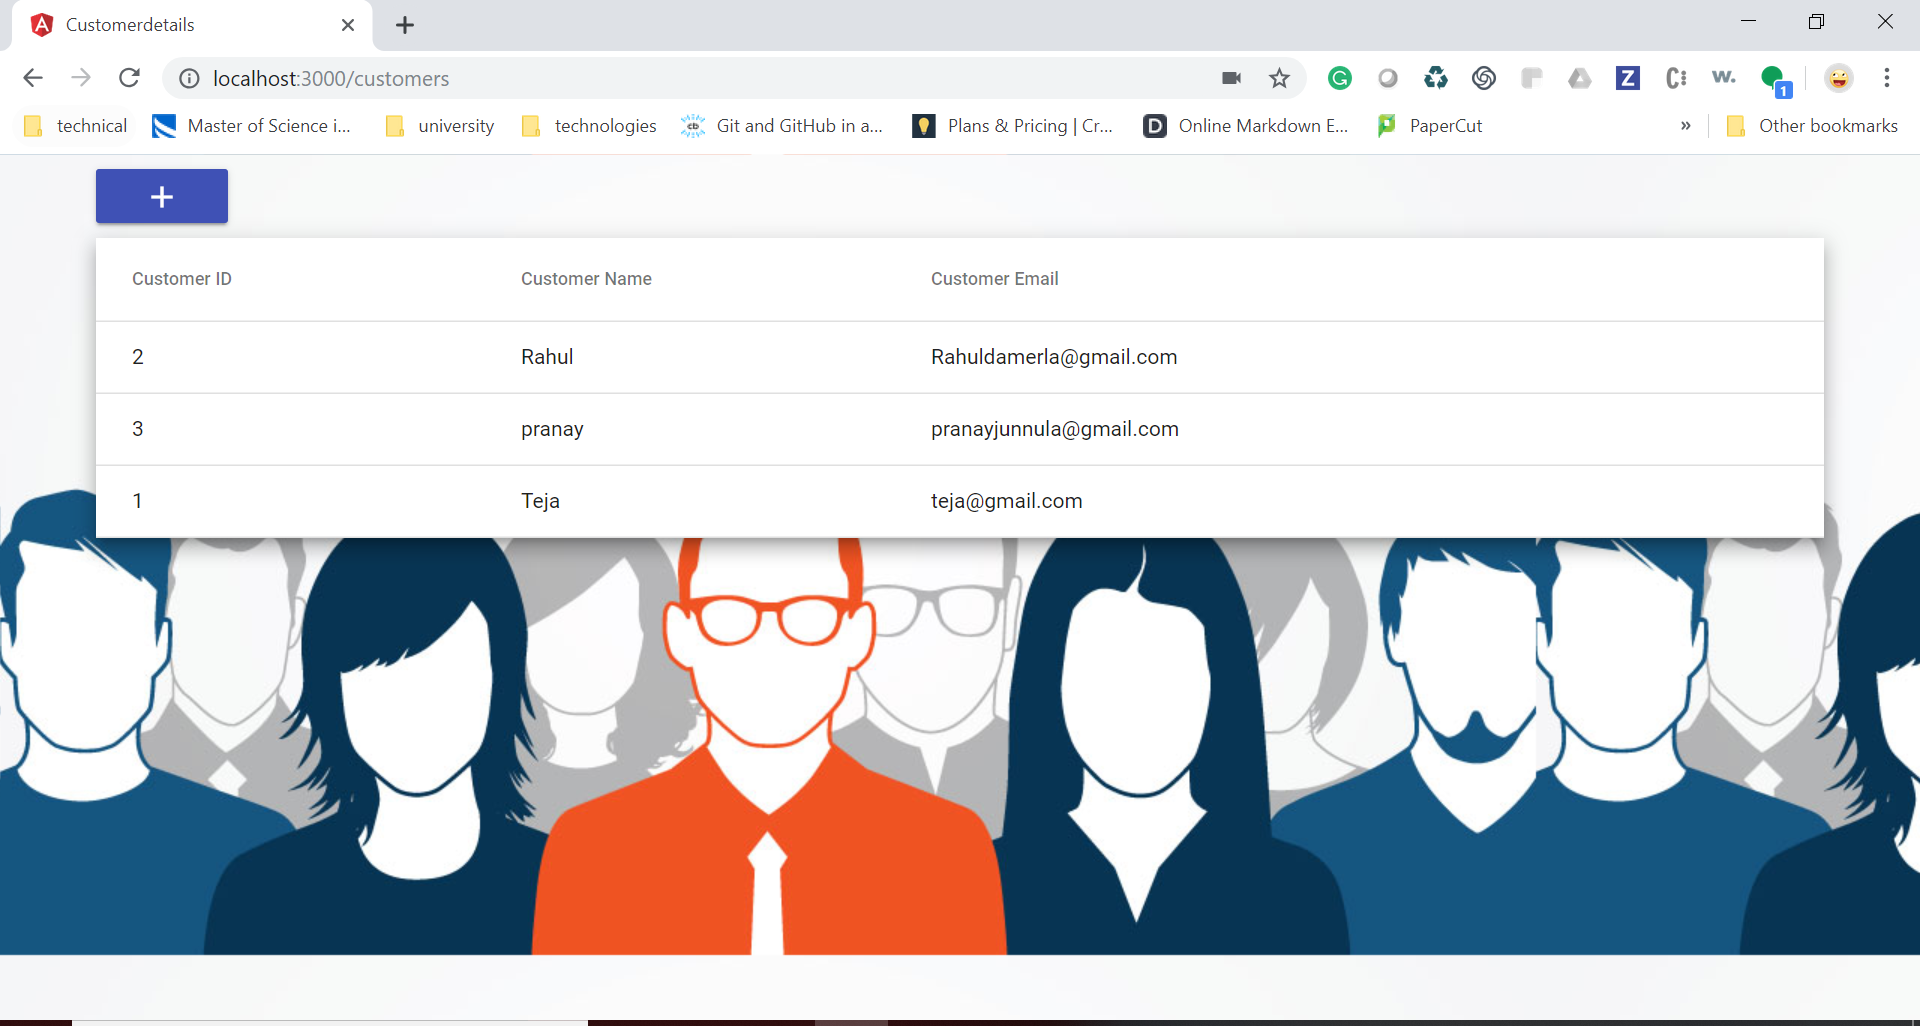 Customerdetails
localhost:3000/customers
1
technical
Master of Science i...
university
technologies
Git and GitHub in a...
Plans & Pricing | Cr...
Online Markdown E...
PaperCut
»
Other bookmarks
+
Customer ID Customer Name Customer Email
2 Rahul Rahuldamerla@gmail.com
3 pranay pranayjunnula@gmail.com
1 Teja teja@gmail.com